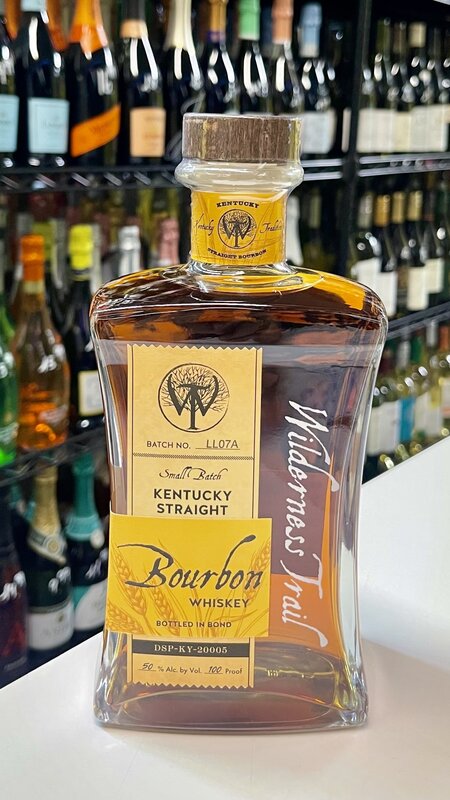 KENTUCKY
Kentucky Tradition
WT
STRAIGHT BOURBON
WT
BATCH NO. LL07A
Small Batch
KENTUCKY
STRAIGHT
Bourbon
WHISKEY
BOTTLED IN BOND
DSP-KY-20005
50 % Alc. by Vol. 100 Proof
Wilderness Trail